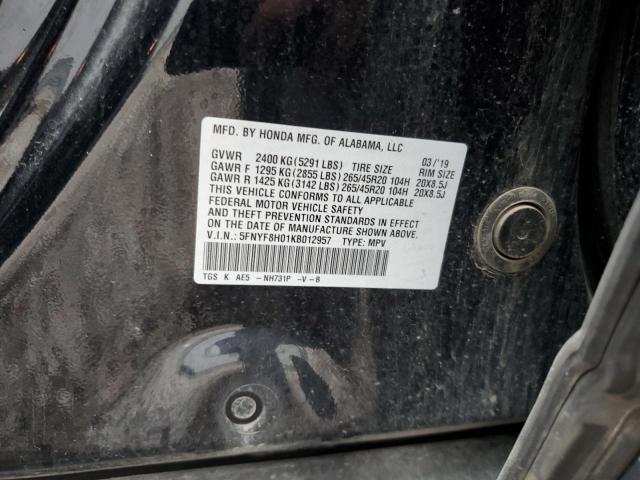 MFD. BY HONDA MFG. OF ALABAMA, LLC
GVWR 2400 KG (5291 LBS) TIRE SIZE 03/'19 RIM SIZE
GAWR F 1295 KG (2855 LBS) 265/45R20 104H 20X8.5J
GAWR R 1425 KG (3142 LBS) 265/45R20 104H 20X8.5J
THIS VEHICLE CONFORMS TO ALL APPLICABLE
FEDERAL MOTOR VEHICLE SAFETY
AND THEFT PREVENTION STANDARDS IN EFFECT
ON THE DATE OF MANUFACTURE SHOWN ABOVE.
V.I.N.: 5FNYF8H01KB012957 TYPE: MPV
TGS K AE5 -NH731P -V-B